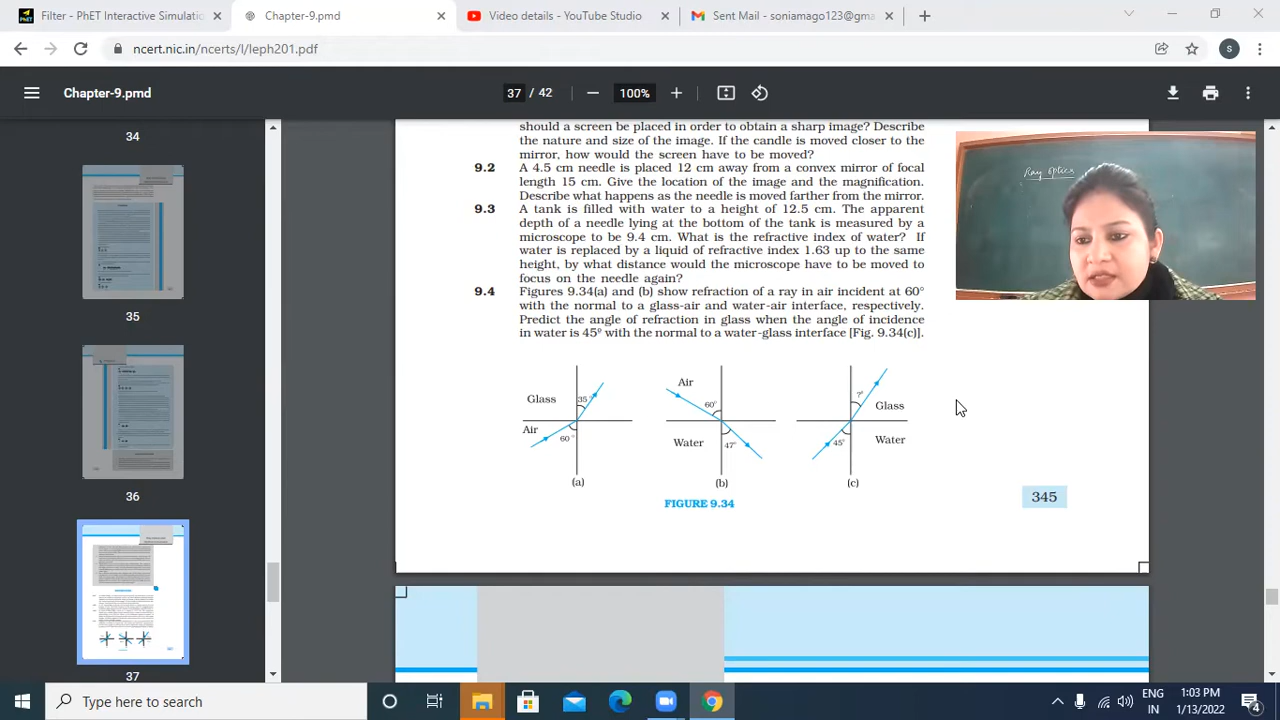 Filter - PhET Interactive Simulatio
Chapter-9.pmd
Video details - YouTube Studio
Sent Mail - soniamago123@gma
ncert.nic.in/ncerts/l/leph201.pdf
S
Chapter-9.pmd
37 / 42
100%
34
35
36
37
should a screen be placed in order to obtain a sharp image? Describe
the nature and size of the image. If the candle is moved closer to the
mirror, how would the screen have to be moved?
9.2 A 4.5 cm needle is placed 12 cm away from a convex mirror of focal
length 15 cm. Give the location of the image and the magnification.
Describe what happens as the needle is moved farther from the mirror.
9.3 A tank is filled with water to a height of 12.5 cm. The apparent
depth of a needle lying at the bottom of the tank is measured by a
microscope to be 9.4 cm. What is the refractive index of water? If
water is replaced by a liquid of refractive index 1.63 up to the same
height, by what distance would the microscope have to be moved to
focus on the needle again?
9.4 Figures 9.34(a) and (b) show refraction of a ray in air incident at 60°
with the normal to a glass-air and water-air interface, respectively.
Predict the angle of refraction in glass when the angle of incidence
in water is 45° with the normal to a water-glass interface [Fig. 9.34(c)].
Glass
35°
Air
60°
(a)
Air
60°
Water
47°
(b)
?°
Glass
45°
Water
(c)
FIGURE 9.34
345
Ray optics
Type here to search
ENG
IN
1:03 PM
1/13/2022
4